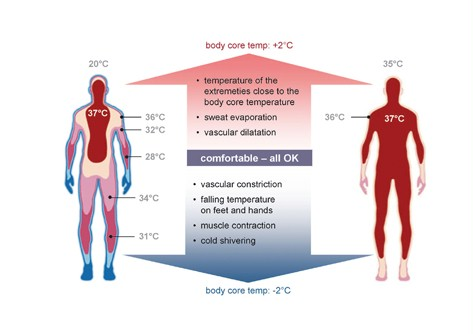 body core temp: +2°C
20°C
35°C
• temperature of the
extremeties close to the
body core temperature
• sweat evaporation
• vascular dilatation
37°C
36°C
32°C
28°C
34°C
31°C
36°C
37°C
comfortable – all OK
• vascular constriction
• falling temperature
on feet and hands
• muscle contraction
• cold shivering
body core temp: -2°C